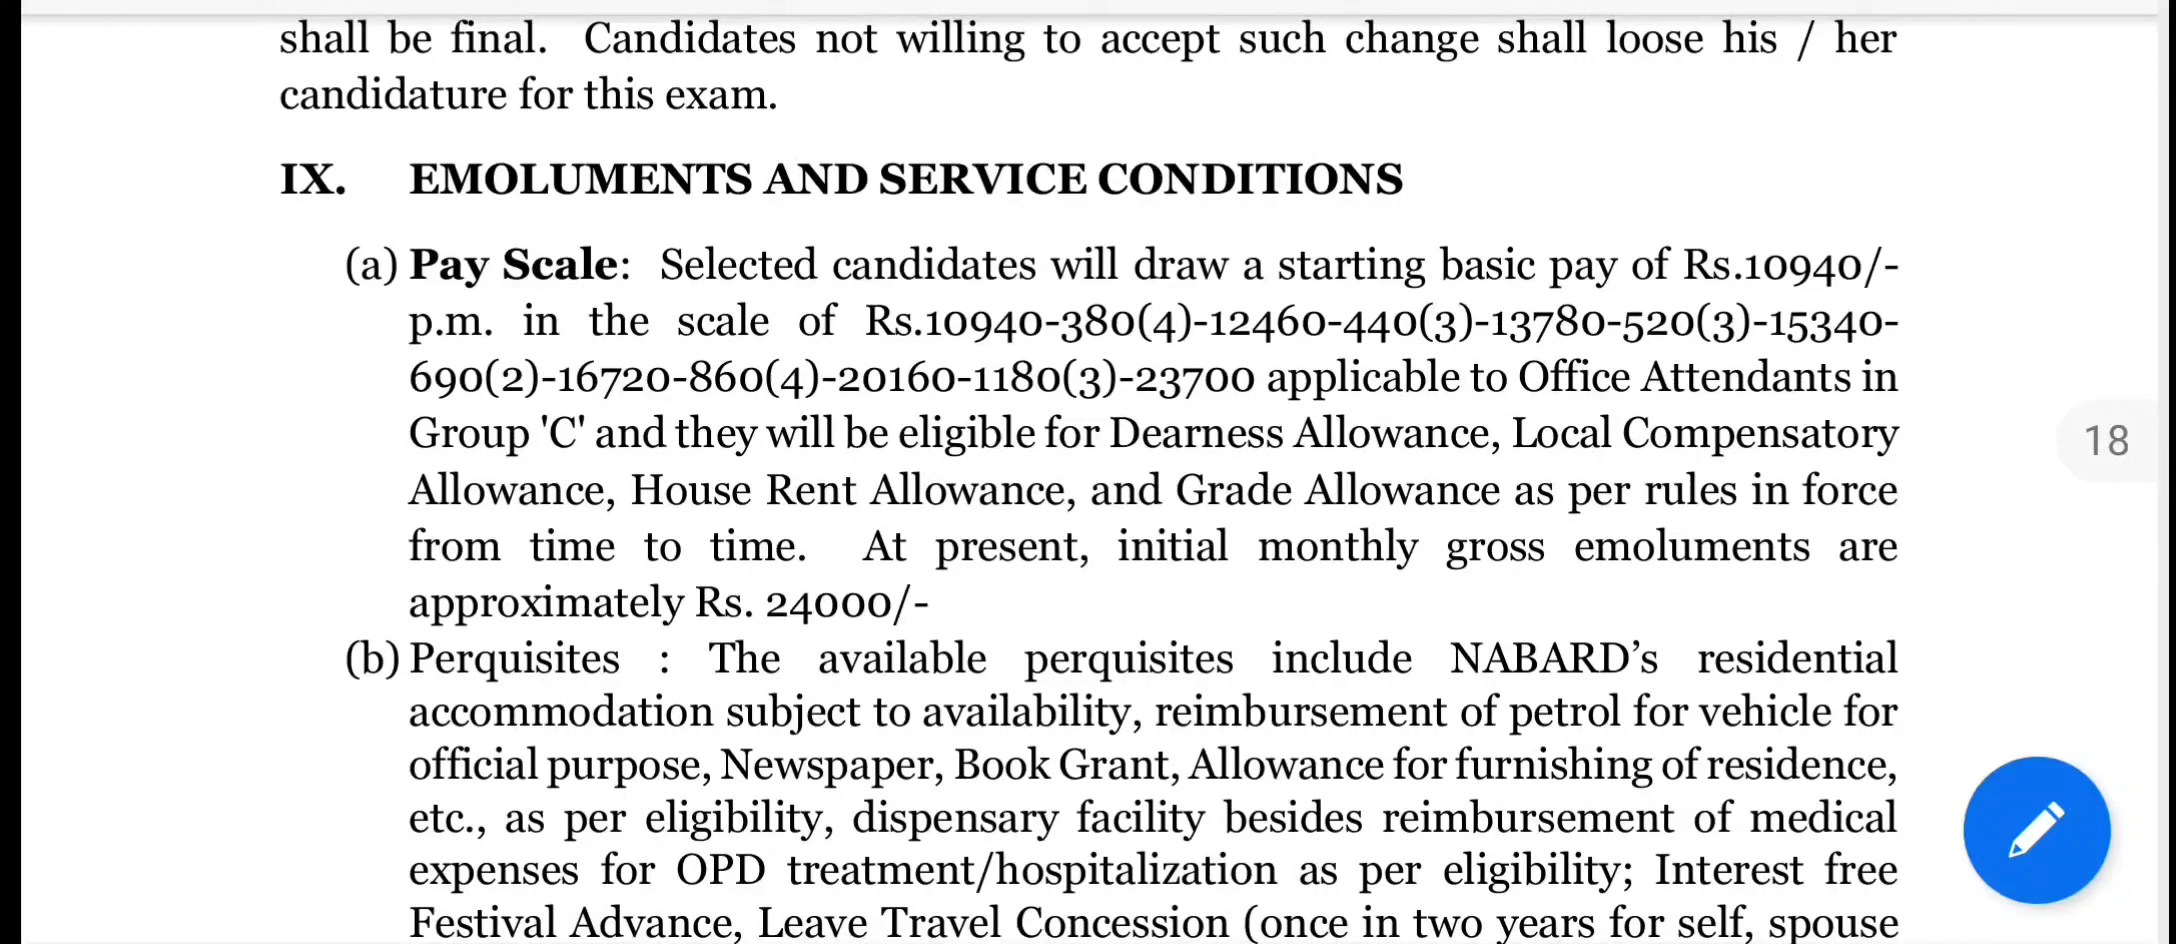 shall be final. Candidates not willing to accept such change shall loose his / her
candidature for this exam.
IX. EMOLUMENTS AND SERVICE CONDITIONS
(a) Pay Scale: Selected candidates will draw a starting basic pay of Rs.10940/-
p.m. in the scale of Rs.10940-380(4)-12460-440(3)-13780-520(3)-15340-
690(2)-16720-860(4)-20160-1180(3)-23700 applicable to Office Attendants in
Group 'C' and they will be eligible for Dearness Allowance, Local Compensatory
Allowance, House Rent Allowance, and Grade Allowance as per rules in force
from time to time. At present, initial monthly gross emoluments are
approximately Rs. 24000/-
(b) Perquisites : The available perquisites include NABARD’s residential
accommodation subject to availability, reimbursement of petrol for vehicle for
official purpose, Newspaper, Book Grant, Allowance for furnishing of residence,
etc., as per eligibility, dispensary facility besides reimbursement of medical
expenses for OPD treatment/hospitalization as per eligibility; Interest free
Festival Advance, Leave Travel Concession (once in two years for self, spouse
18